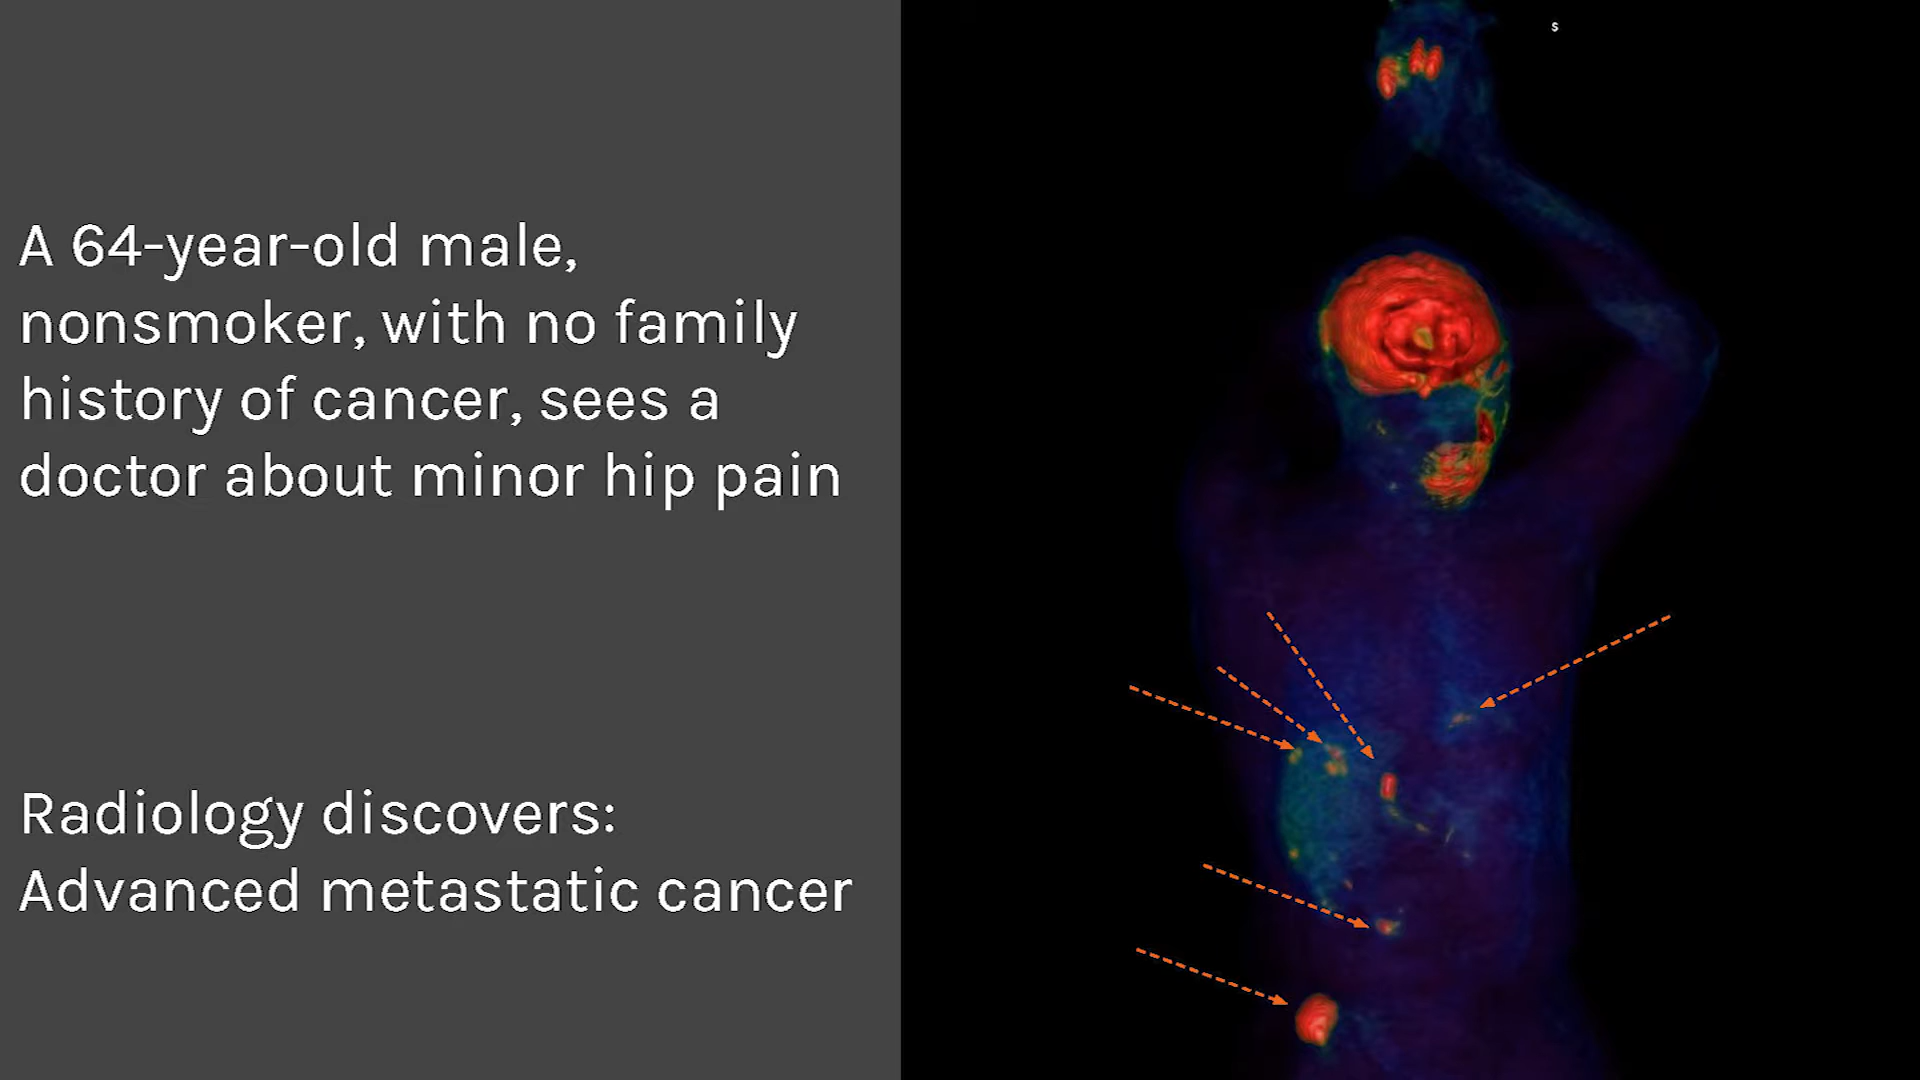 A 64-year-old male,
nonsmoker, with no family
history of cancer, sees a
doctor about minor hip pain
Radiology discovers:
Advanced metastatic cancer
S